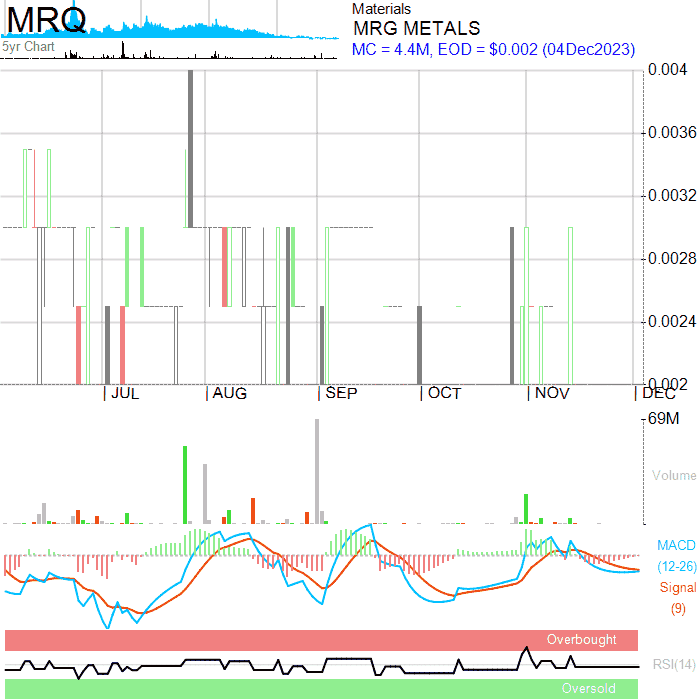 MRQ
5yr Chart
Materials
MRG METALS
MC = 4.4M, EOD = $0.002 (04Dec2023)
0.004
0.0036
0.0032
0.0028
0.0024
0.002
| JUL | AUG | SEP | OCT | NOV | DEC
69M
Volume
MACD
(12-26)
Signal
(9)
Overbought
RSI(14)
Oversold